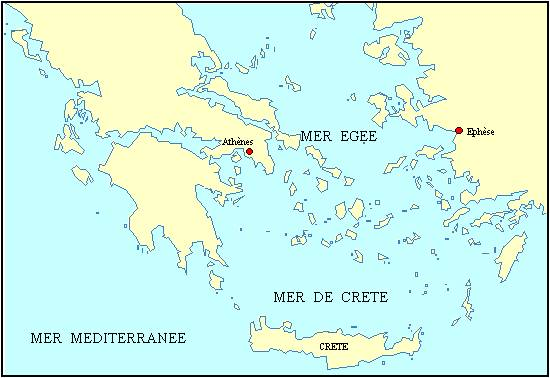 MER EGEE
Ephèse
Athènes
MER DE CRETE
MER MEDITERRANEE
CRETE